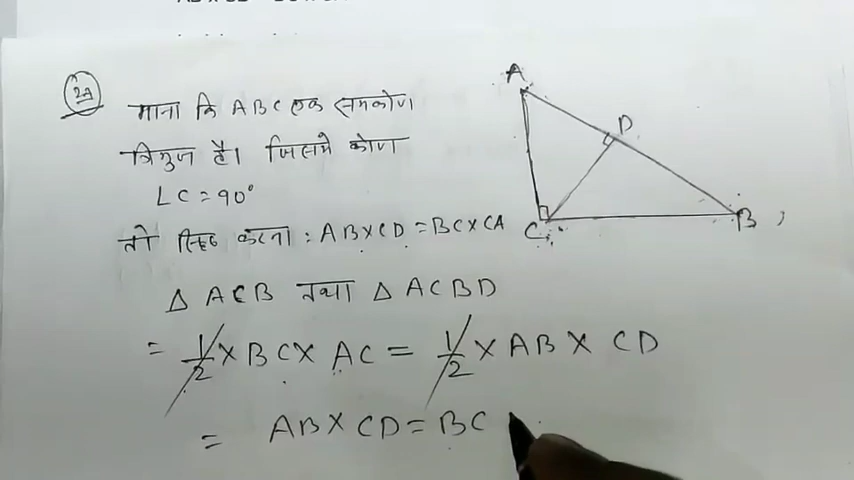 29
माना कि ABC एक समकोण
त्रिभुज है। जिसमे कोण
∠C = 90°
तो सिद्ध करना : AB×CD = BC×CA
Δ ACB तथा Δ ACBD
= 1/2 × BC × AC = 1/2 × AB × CD
= AB × CD = BC
A
D
C
B